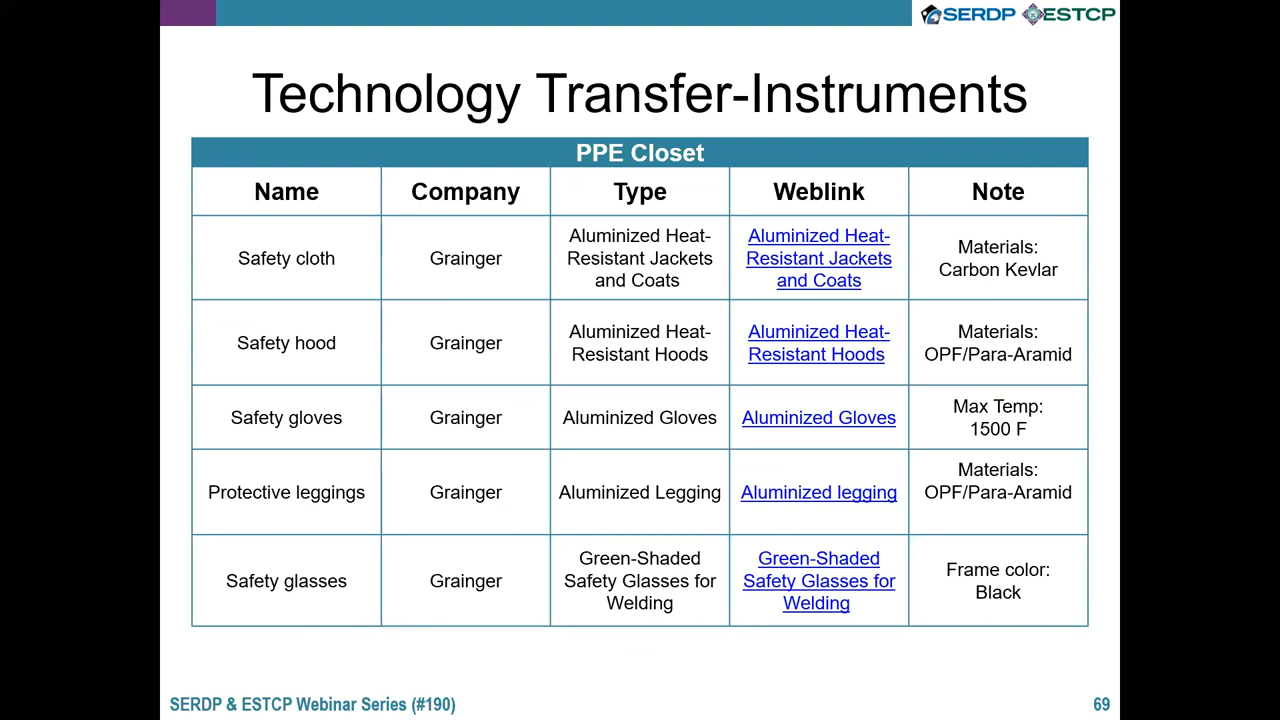 SERDP ESTCP
Technology Transfer-Instruments
PPE Closet
Name Company Type Weblink Note
Safety cloth
Grainger
Aluminized Heat-
Resistant Jackets
and Coats
Aluminized Heat-
Resistant Jackets
and Coats
Materials:
Carbon Kevlar
Safety hood
Grainger
Aluminized Heat-
Resistant Hoods
Aluminized Heat-
Resistant Hoods
Materials:
OPF/Para-Aramid
Safety gloves
Grainger
Aluminized Gloves
Aluminized Gloves
Max Temp:
1500 F
Protective leggings
Grainger
Aluminized Legging
Aluminized legging
Materials:
OPF/Para-Aramid
Safety glasses
Grainger
Green-Shaded
Safety Glasses for
Welding
Green-Shaded
Safety Glasses for
Welding
Frame color:
Black
SERDP & ESTCP Webinar Series (#190)
69